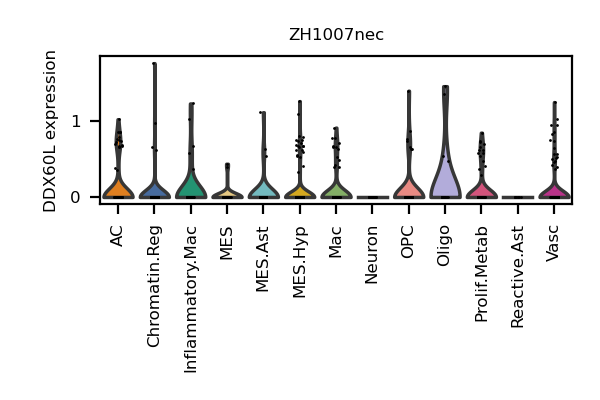 ZH1007nec
DDX60L expression
1
0
AC
Chromatin.Reg
Inflammatory.Mac
MES
MES.Ast
MES.Hyp
Mac
Neuron
OPC
Oligo
Prolif.Metab
Reactive.Ast
Vasc